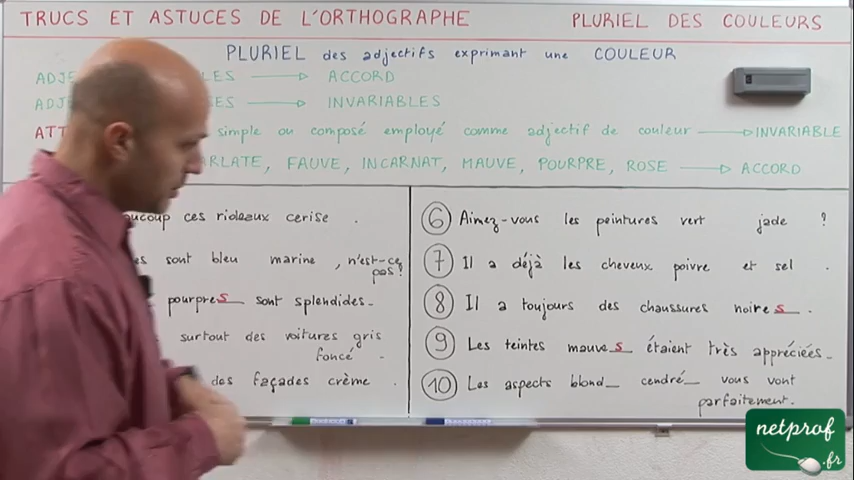 TRUCS ET ASTUCES DE L'ORTHOGRAPHE PLURIEL DES COULEURS
PLURIEL des adjectifs exprimant une COULEUR
ADJE LES → ACCORD
ADJ ES → INVARIABLES
ATT simple ou composé employé comme adjectif de couleur → INVARIABLE
ARLATE, FAUVE, INCARNAT, MAUVE, POURPRE, ROSE → ACCORD
aucoup ces rideaux cerise .
es sont bleu marine, n'est-ce
pas?
pourpres sont splendides.
surtout des voitures gris
foncé .
des façades crème .
6 Aimez-vous les peintures vert jade ?
7 Il a déjà les cheveux poivre et sel .
8 Il a toujours des chaussures noires .
9 Les teintes mauves étaient très appréciées.
10 Les aspects blond_ cendré_ vous vont
parfaitement.
netprof
.fr